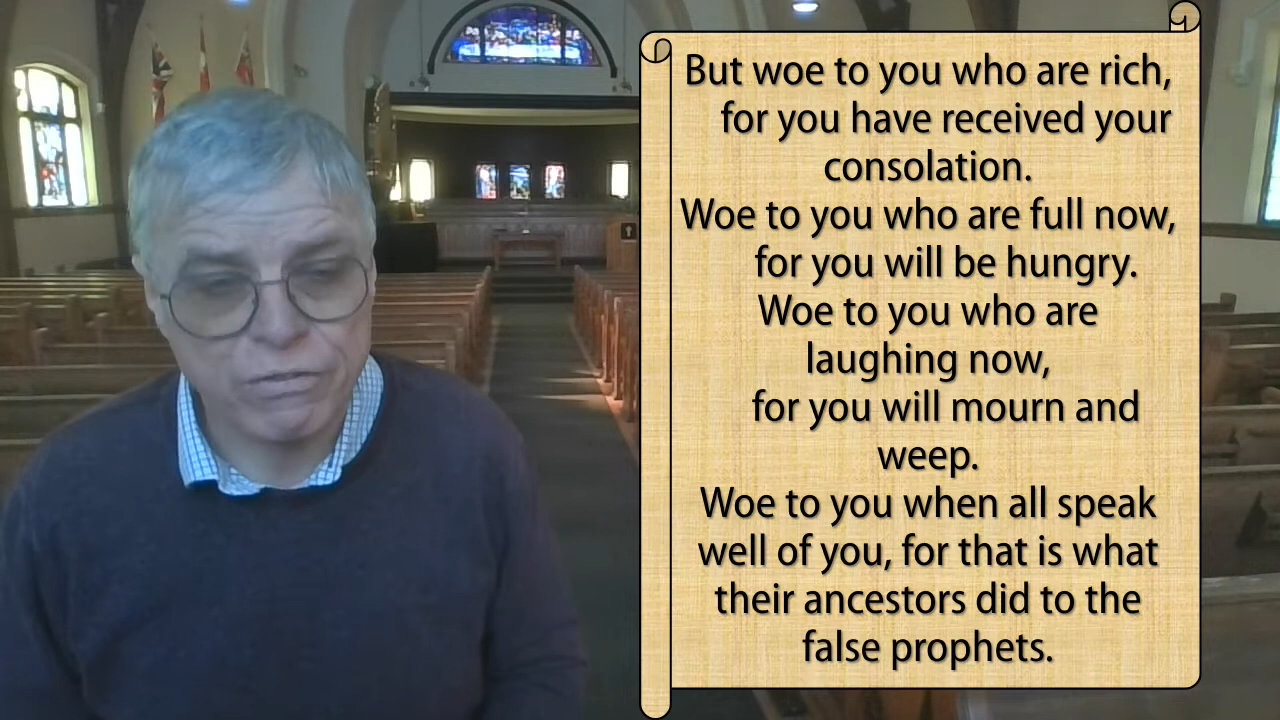 But woe to you who are rich,
for you have received your
consolation.
Woe to you who are full now,
for you will be hungry.
Woe to you who are
laughing now,
for you will mourn and
weep.
Woe to you when all speak
well of you, for that is what
their ancestors did to the
false prophets.